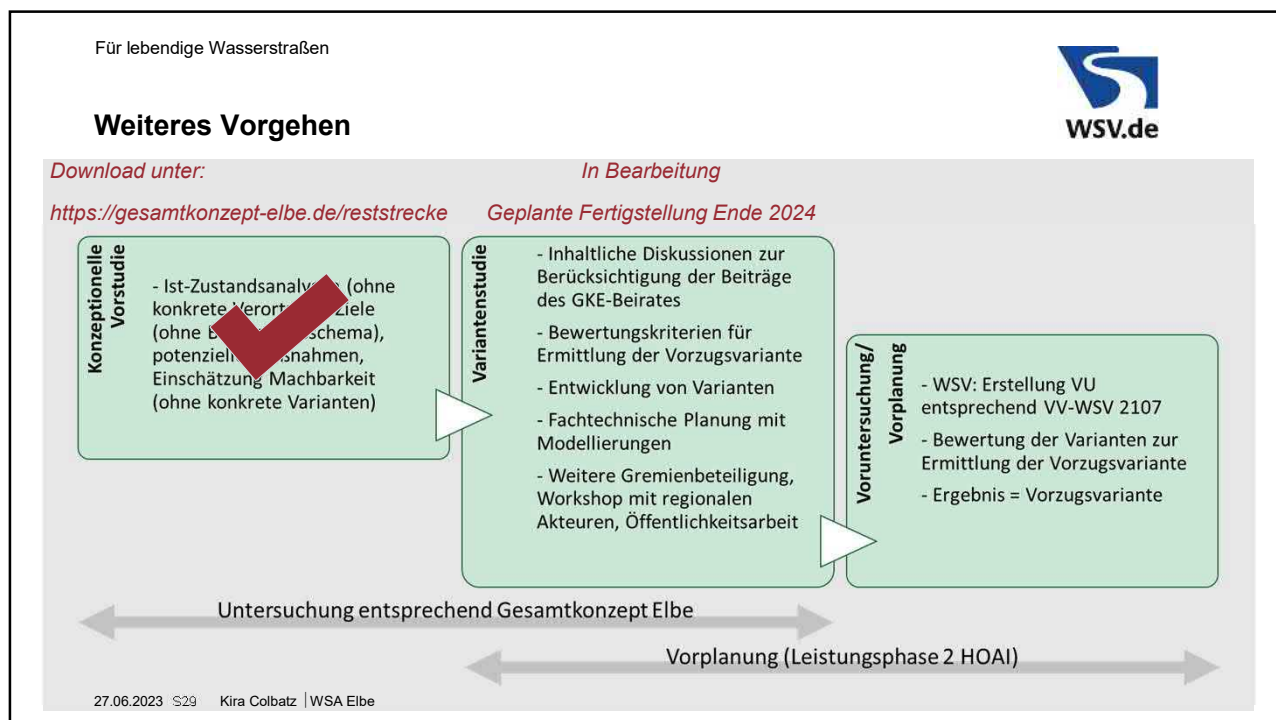 Für lebendige Wasserstraßen
WSV.de
Weiteres Vorgehen
Download unter:
https://gesamtkonzept-elbe.de/reststrecke
In Bearbeitung
Geplante Fertigstellung Ende 2024
Konzeptionelle
Vorstudie
- Ist-Zustandsanalyse (ohne
konkrete Ziele
(ohne
Einschätzung Machbarkeit
(ohne konkrete Varianten)
Variantenstudie
- Inhaltliche Diskussionen zur
Berücksichtigung der Beiträge
des GKE-Beirates
- Bewertungskriterien für
Ermittlung der Vorzugsvariante
- Entwicklung von Varianten
- Fachtechnische Planung mit
Modellierungen
- Weitere Gremienbeteiligung,
Workshop mit regionalen
Akteuren, Öffentlichkeitsarbeit
Voruntersuchung/
Vorplanung
- WSV: Erstellung VU
entsprechend VV-WSV 2107
- Bewertung der Varianten zur
Ermittlung der Vorzugsvariante
- Ergebnis = Vorzugsvariante
Untersuchung entsprechend Gesamtkonzept Elbe
Vorplanung (Leistungsphase 2 HOAI)
27.06.2023 S29 Kira Colbatz | WSA Elbe